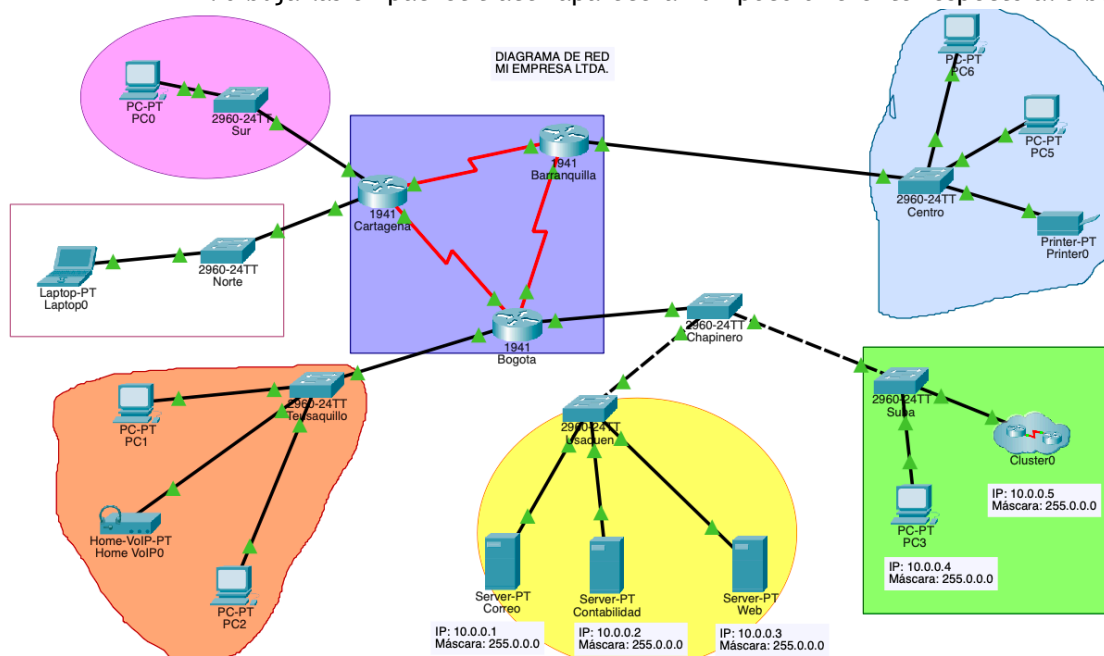 DIAGRAMA DE RED
MI EMPRESA LTDA.
PC-PT
PC6
PC-PT
PC0
2960-24TT
Sur
PC-PT
PC5
1941
Barranquilla
2960-24TT
Centro
1941
Cartagena
Printer-PT
Printer0
2960-24TT
Norte
Laptop-PT
Laptop0
2960-24TT
Chapinero
1941
Bogota
2960-24TT
Teusaquillo
2960-24TT
Suba
PC-PT
PC1
2960-24TT
Usaquen
Cluster0
IP: 10.0.0.5
Máscara: 255.0.0.0
PC-PT
PC3
Home-VoIP-PT
Home VoIP0
IP: 10.0.0.4
Máscara: 255.0.0.0
PC-PT
PC2
Server-PT
Correo
Server-PT
Contabilidad
Server-PT
Web
IP: 10.0.0.1
Máscara: 255.0.0.0
IP: 10.0.0.2
Máscara: 255.0.0.0
IP: 10.0.0.3
Máscara: 255.0.0.0